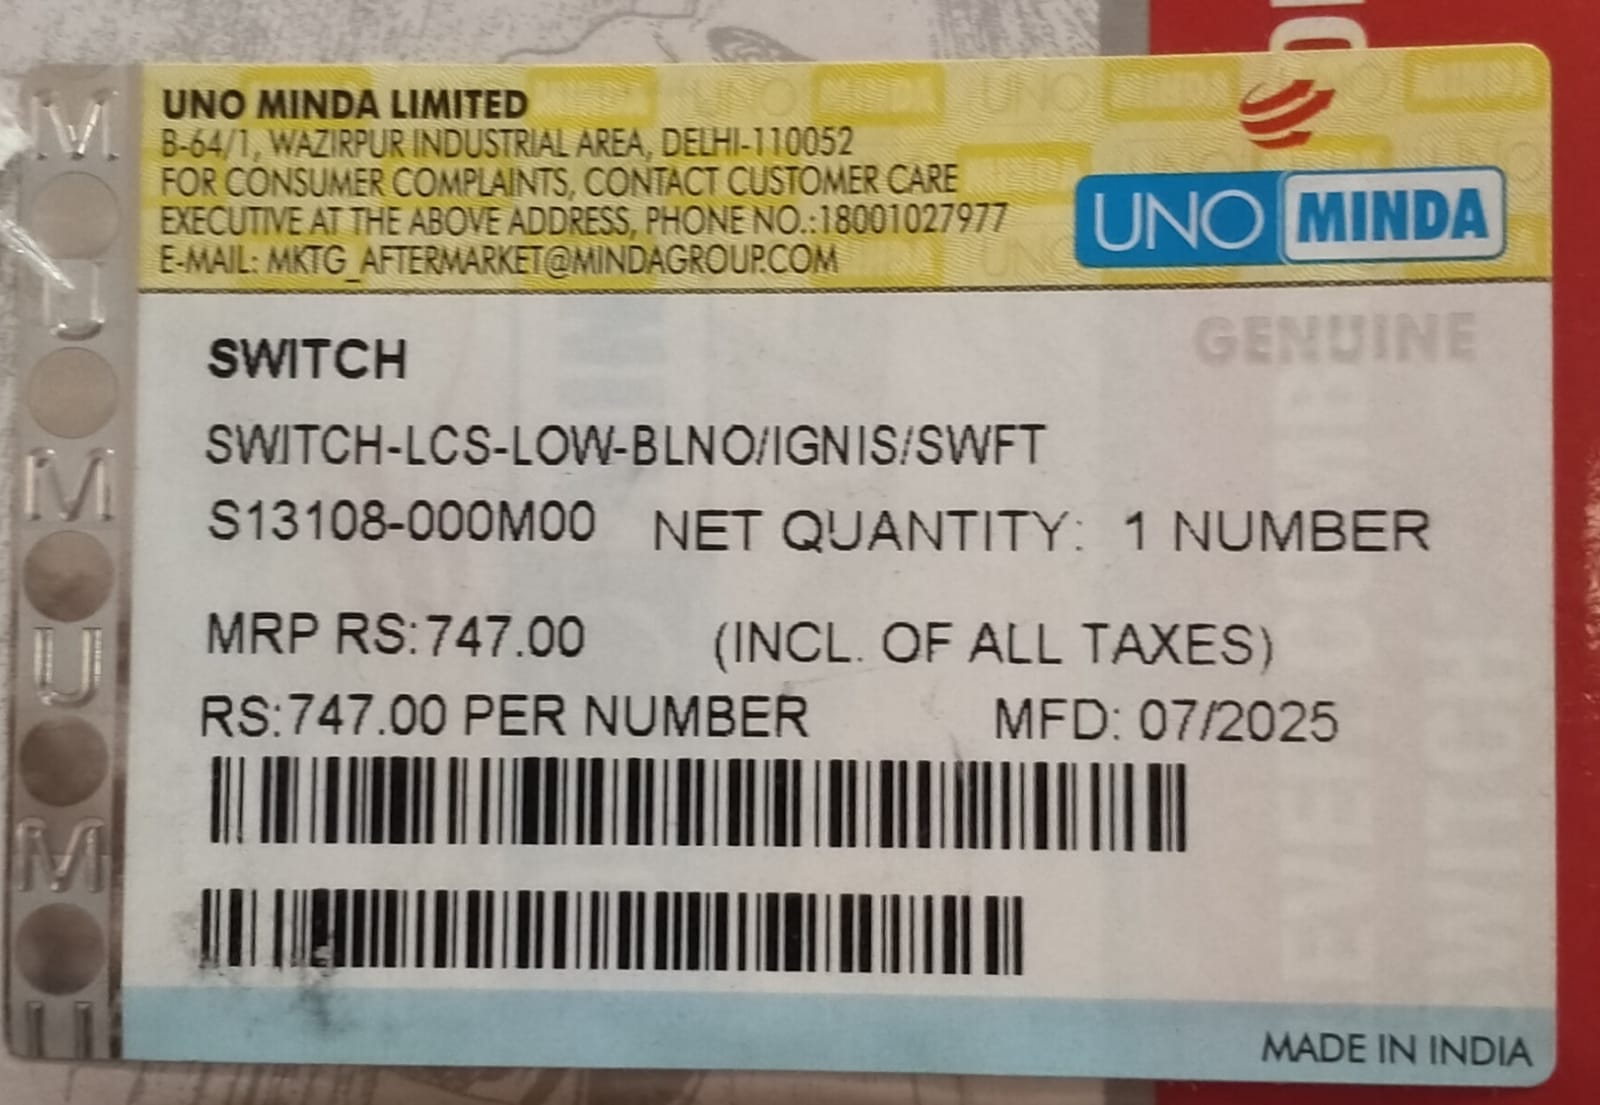 UNO MINDA LIMITED
B-64/1, WAZIRPUR INDUSTRIAL AREA, DELHI-110052
FOR CONSUMER COMPLAINTS, CONTACT CUSTOMER CARE
EXECUTIVE AT THE ABOVE ADDRESS, PHONE NO.:18001027977
E-MAIL: MKTG_AFTERMARKET@MINDAGROUP.COM
UNO MINDA
GENUINE
SWITCH
SWITCH-LCS-LOW-BLNO/IGNIS/SWFT
S13108-000M00 NET QUANTITY: 1 NUMBER
MRP RS:747.00 (INCL. OF ALL TAXES)
RS:747.00 PER NUMBER MFD: 07/2025
MADE IN INDIA
M
U
M
U
M
U